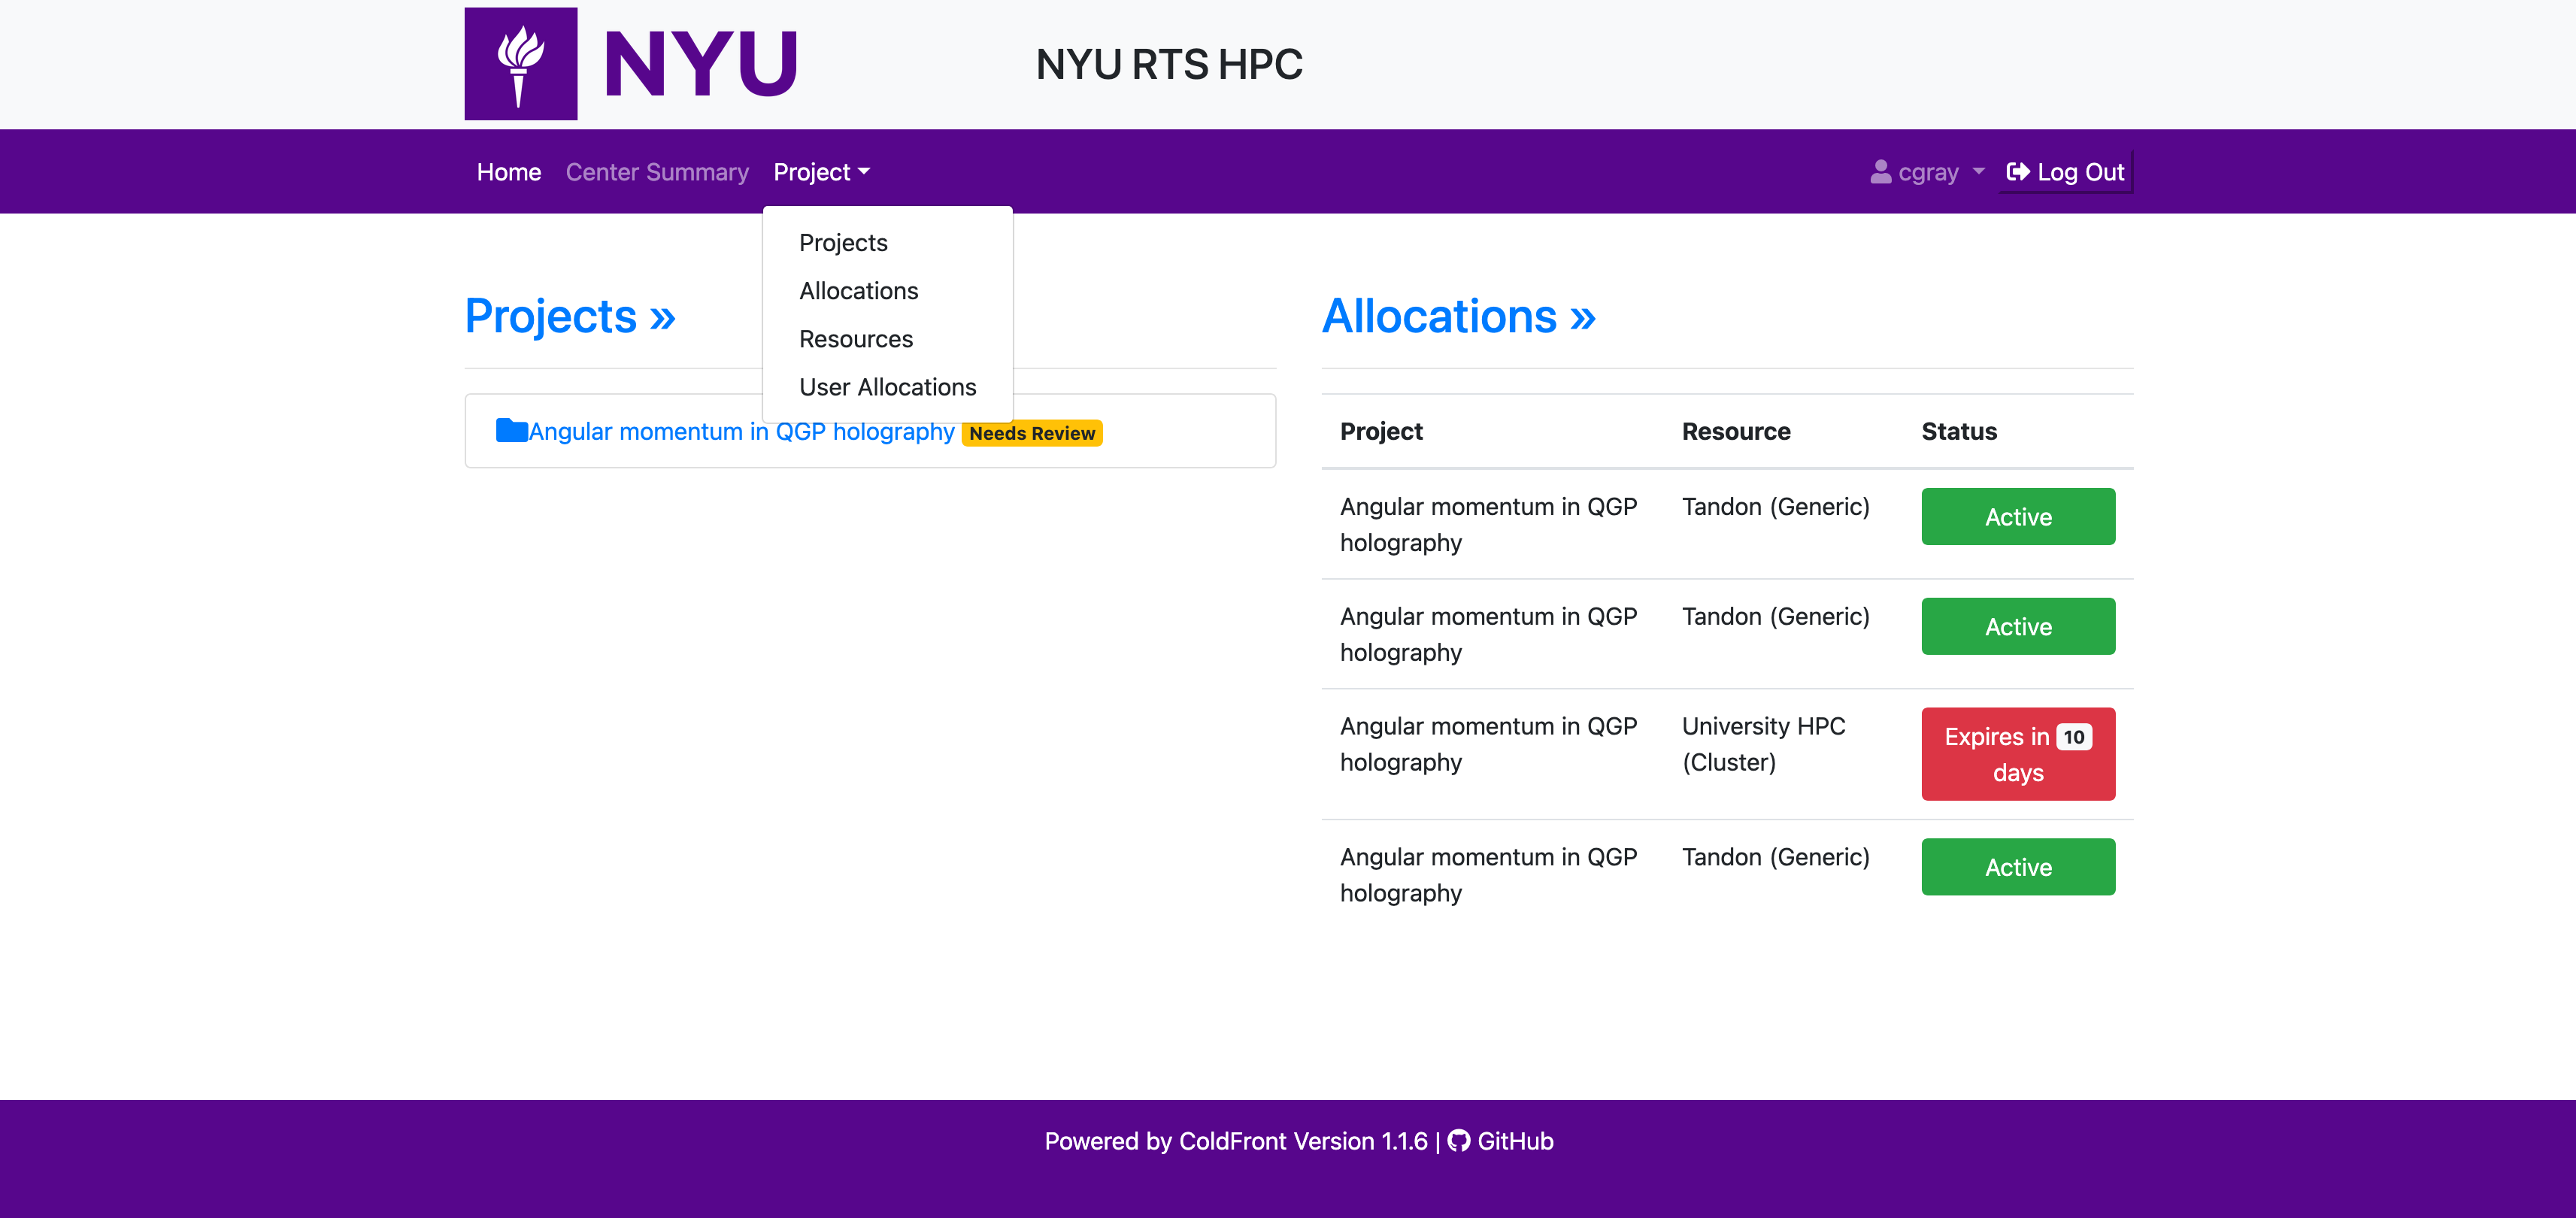 NYU
NYU RTS HPC
Home Center Summary Project cgray Log Out
Projects
Allocations
Resources
User Allocations
Projects »
Angular momentum in QGP holography Needs Review
Allocations »
Project Resource Status
Angular momentum in QGP Tandon (Generic) Active
holography
Angular momentum in QGP Tandon (Generic) Active
holography
Angular momentum in QGP University HPC Expires in 10
holography (Cluster) days
Angular momentum in QGP Tandon (Generic) Active
holography
Powered by ColdFront Version 1.1.6 | GitHub